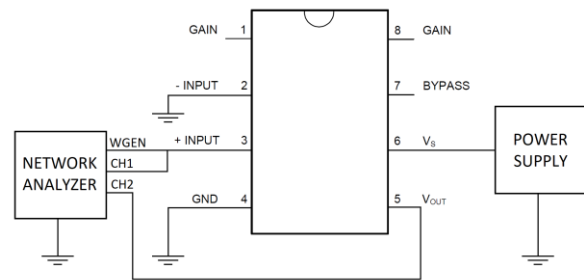 GAIN 1 8 GAIN
- INPUT 2 7 BYPASS
WGEN + INPUT 3 6 VS
CH1
CH2
NETWORK
ANALYZER
POWER
SUPPLY
GND 4 5 VOUT